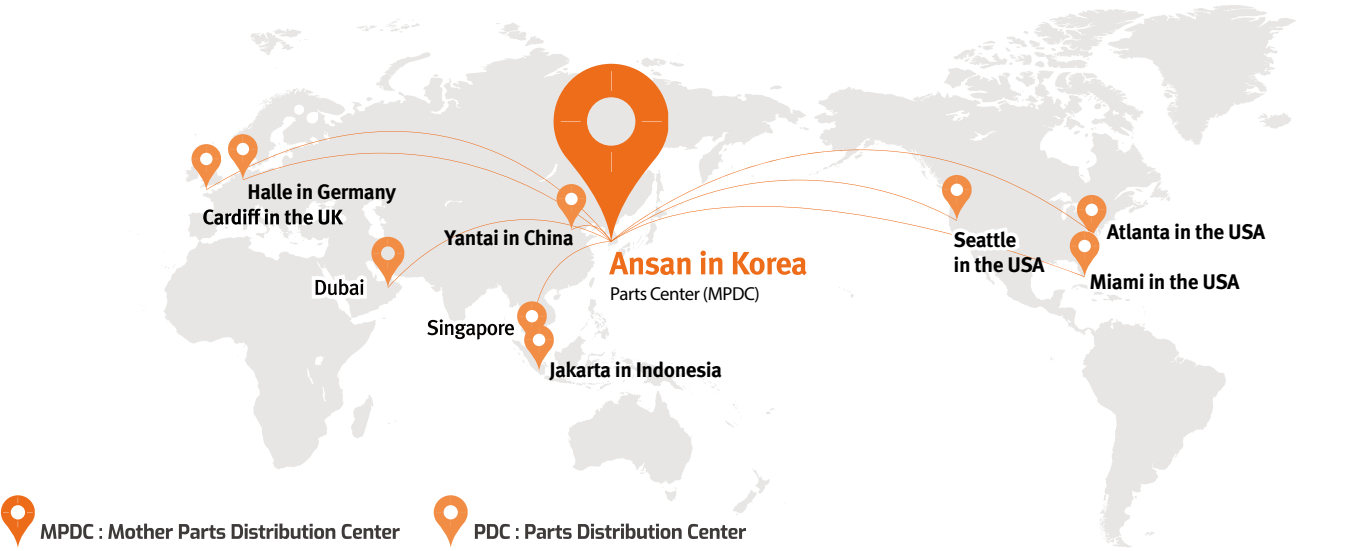 Halle in Germany
Cardiff in the UK
Yantai in China
Dubai
Singapore
Jakarta in Indonesia
Ansan in Korea
Parts Center (MPDC)
Seattle
in the USA
Atlanta in the USA
Miami in the USA
MPDC : Mother Parts Distribution Center
PDC : Parts Distribution Center